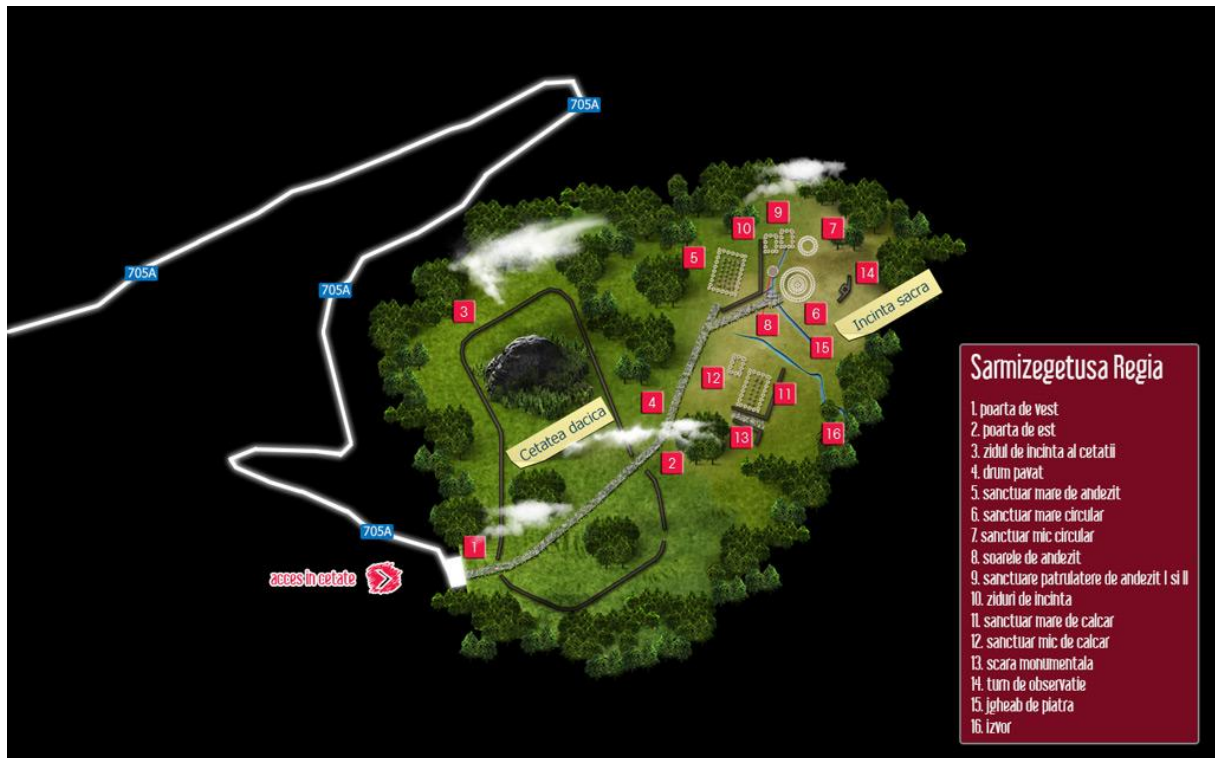 705A
705A
705A
705A
9
10
7
5
14
3
Incinta sacra
6
8
15
12
11
4
Cetatea dacica
13
16
2
1
acces in cetate
Sarmizegetusa Regia
1. poarta de vest
2. poarta de est
3. zidul de incinta al cetatii
4. drum pavat
5. sanctuar mare de andezit
6. sanctuar mare circular
7. sanctuar mic circular
8. soarele de andezit
9. sanctuare patrulatere de andezit I si II
10. ziduri de incinta
11. sanctuar mare de calcar
12. sanctuar mic de calcar
13. scara monumentala
14. turn de observatie
15. jgheab de piatra
16. izvor